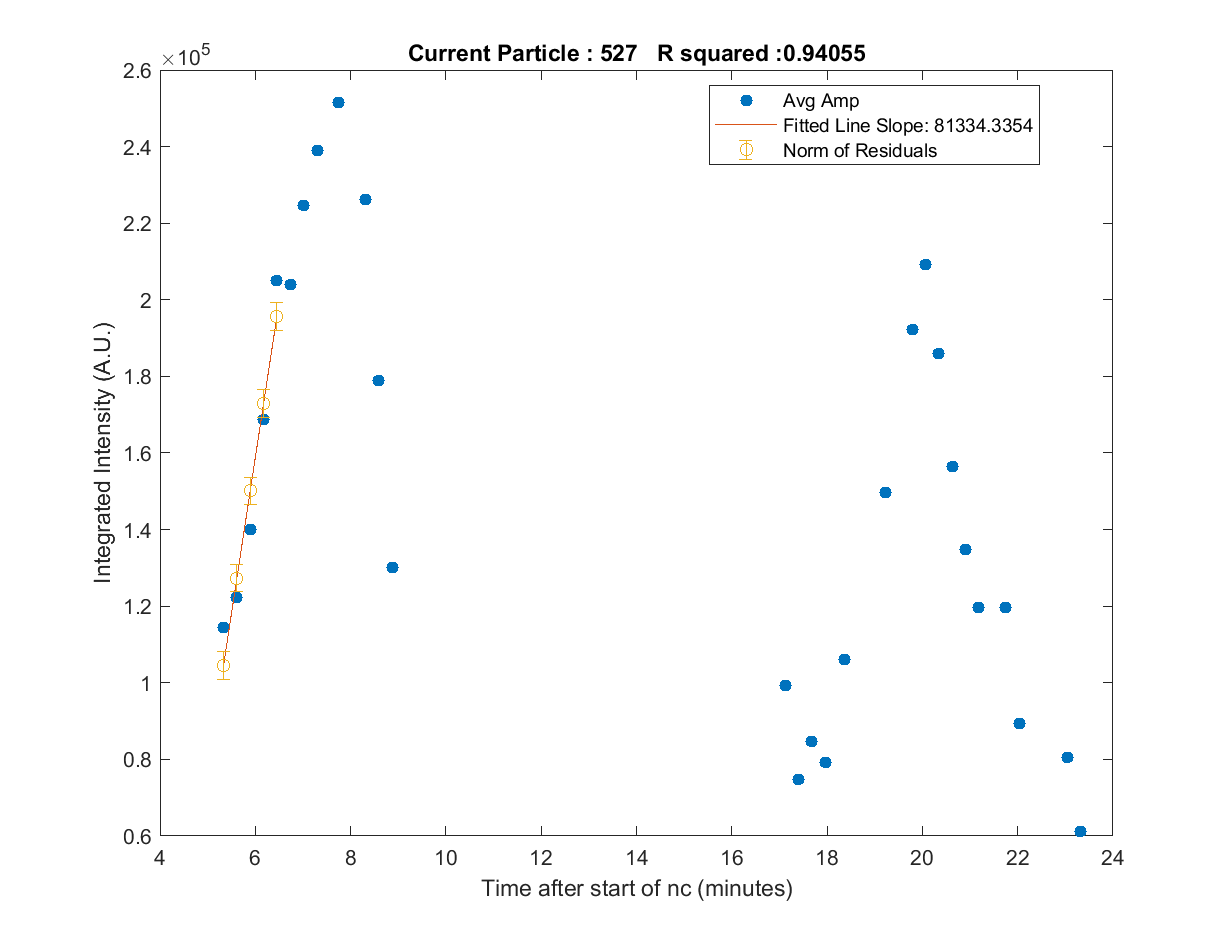 Current Particle : 527 R squared :0.94055
×10^5
Avg Amp
Fitted Line Slope: 81334.3354
Norm of Residuals
2.6
2.4
2.2
2
1.8
1.6
1.4
1.2
1
0.8
0.6
Integrated Intensity (A.U.)
4 6 8 10 12 14 16 18 20 22 24
Time after start of nc (minutes)